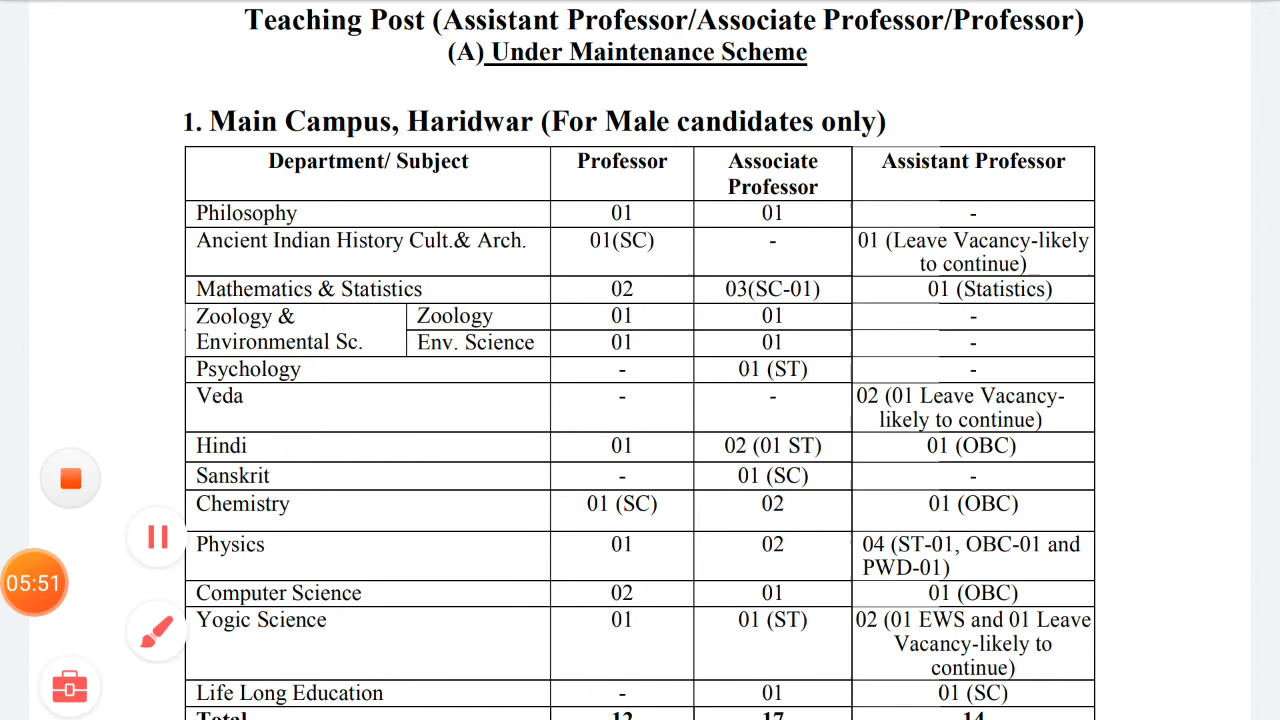 Teaching Post (Assistant Professor/Associate Professor/Professor)
(A) Under Maintenance Scheme
1. Main Campus, Haridwar (For Male candidates only)
Department/ Subject Professor Associate Professor Assistant Professor
Philosophy 01 01 -
Ancient Indian History Cult.& Arch. 01(SC) - 01 (Leave Vacancy-likely
to continue)
Mathematics & Statistics 02 03(SC-01) 01 (Statistics)
Zoology & Zoology 01 01 -
Environmental Sc. Env. Science 01 01 -
Psychology - 01 (ST) -
Veda - - 02 (01 Leave Vacancy-
likely to continue)
Hindi 01 02 (01 ST) 01 (OBC)
Sanskrit - 01 (SC) -
Chemistry 01 (SC) 02 01 (OBC)
Physics 01 02 04 (ST-01, OBC-01 and
PWD-01)
Computer Science 02 01 01 (OBC)
05:51
Yogic Science 01 01 (ST) 02 (01 EWS and 01 Leave
Vacancy-likely to
continue)
Life Long Education - 01 01 (SC)
Total 12 17 14